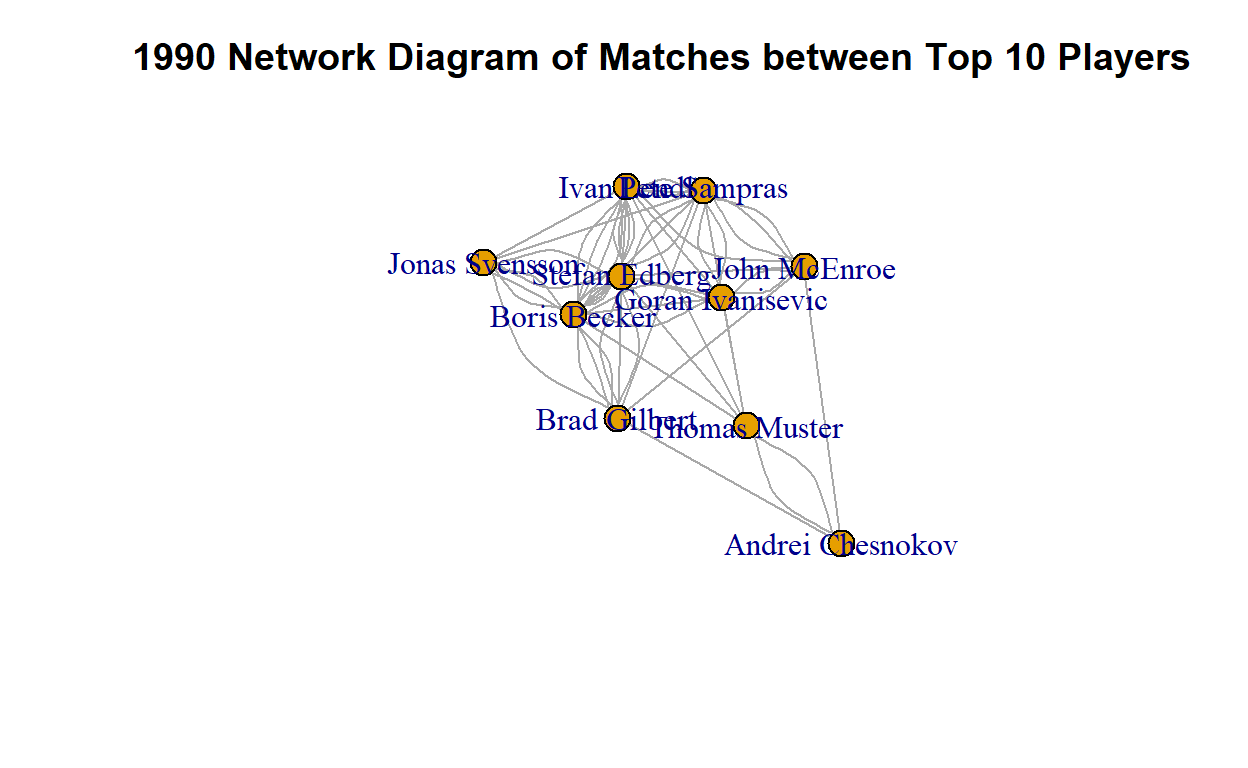 1990 Network Diagram of Matches between Top 10 Players
Ivan Lendl
Pete Sampras
Jonas Svensson
Stefan Edberg
John McEnroe
Goran Ivanisevic
Boris Becker
Brad Gilbert
Thomas Muster
Andrei Chesnokov